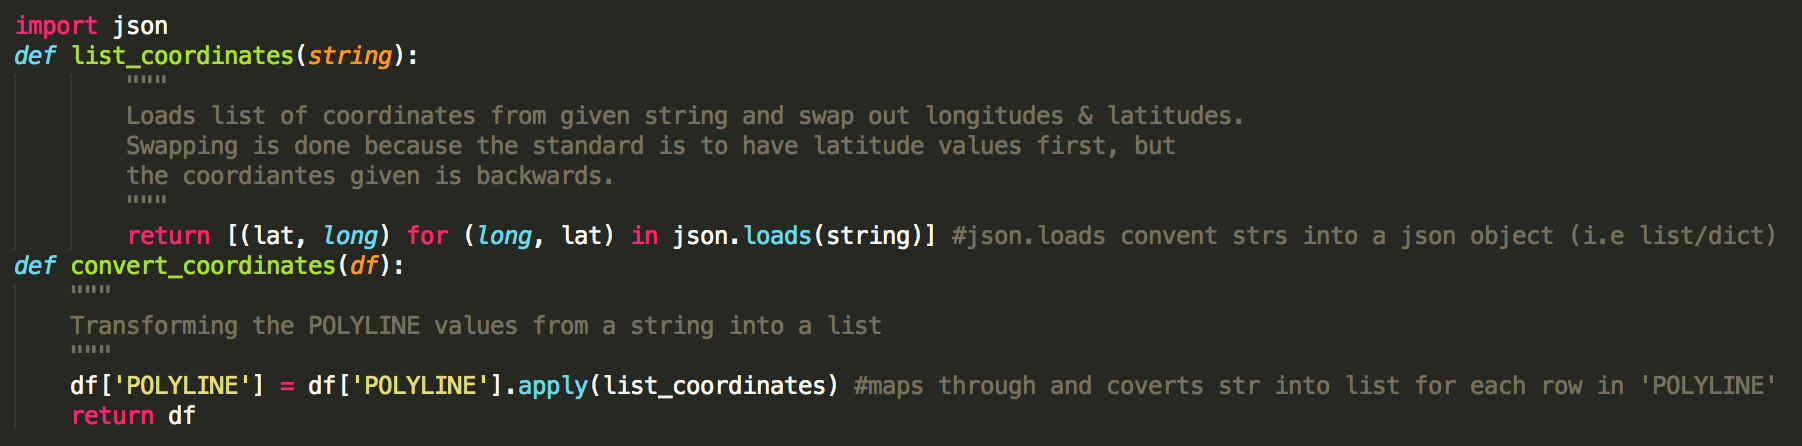 import json
def list_coordinates(string):
        """
        Loads list of coordinates from given string and swap out longitudes & latitudes.
        Swapping is done because the standard is to have latitude values first, but
        the coordiantes given is backwards.
        """
        return [(lat, long) for (long, lat) in json.loads(string)] #json.loads convent strs into a json object (i.e list/dict)
def convert_coordinates(df):
    """
    Transforming the POLYLINE values from a string into a list
    """
    df['POLYLINE'] = df['POLYLINE'].apply(list_coordinates) #maps through and coverts str into list for each row in 'POLYLINE'
    return df